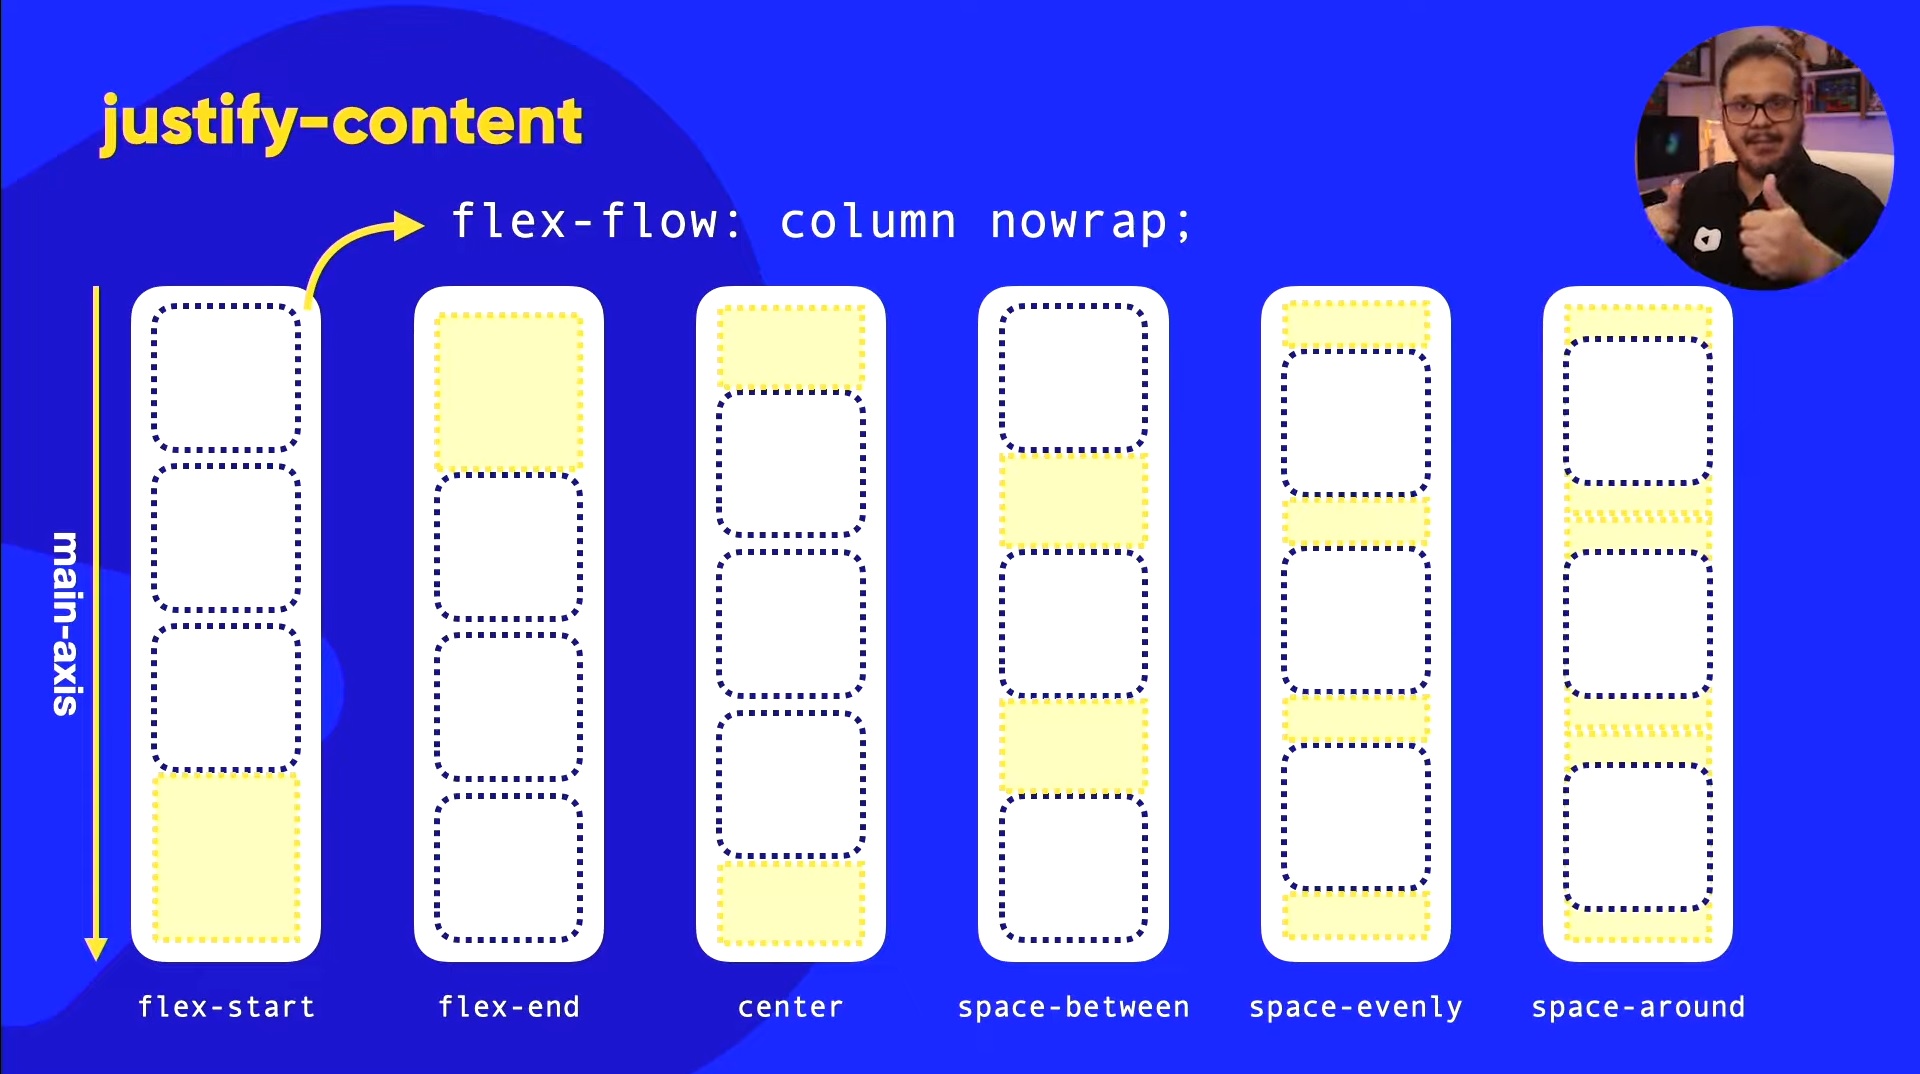 justify-content
flex-flow: column nowrap;
main-axis
flex-start
flex-end
center
space-between
space-evenly
space-around